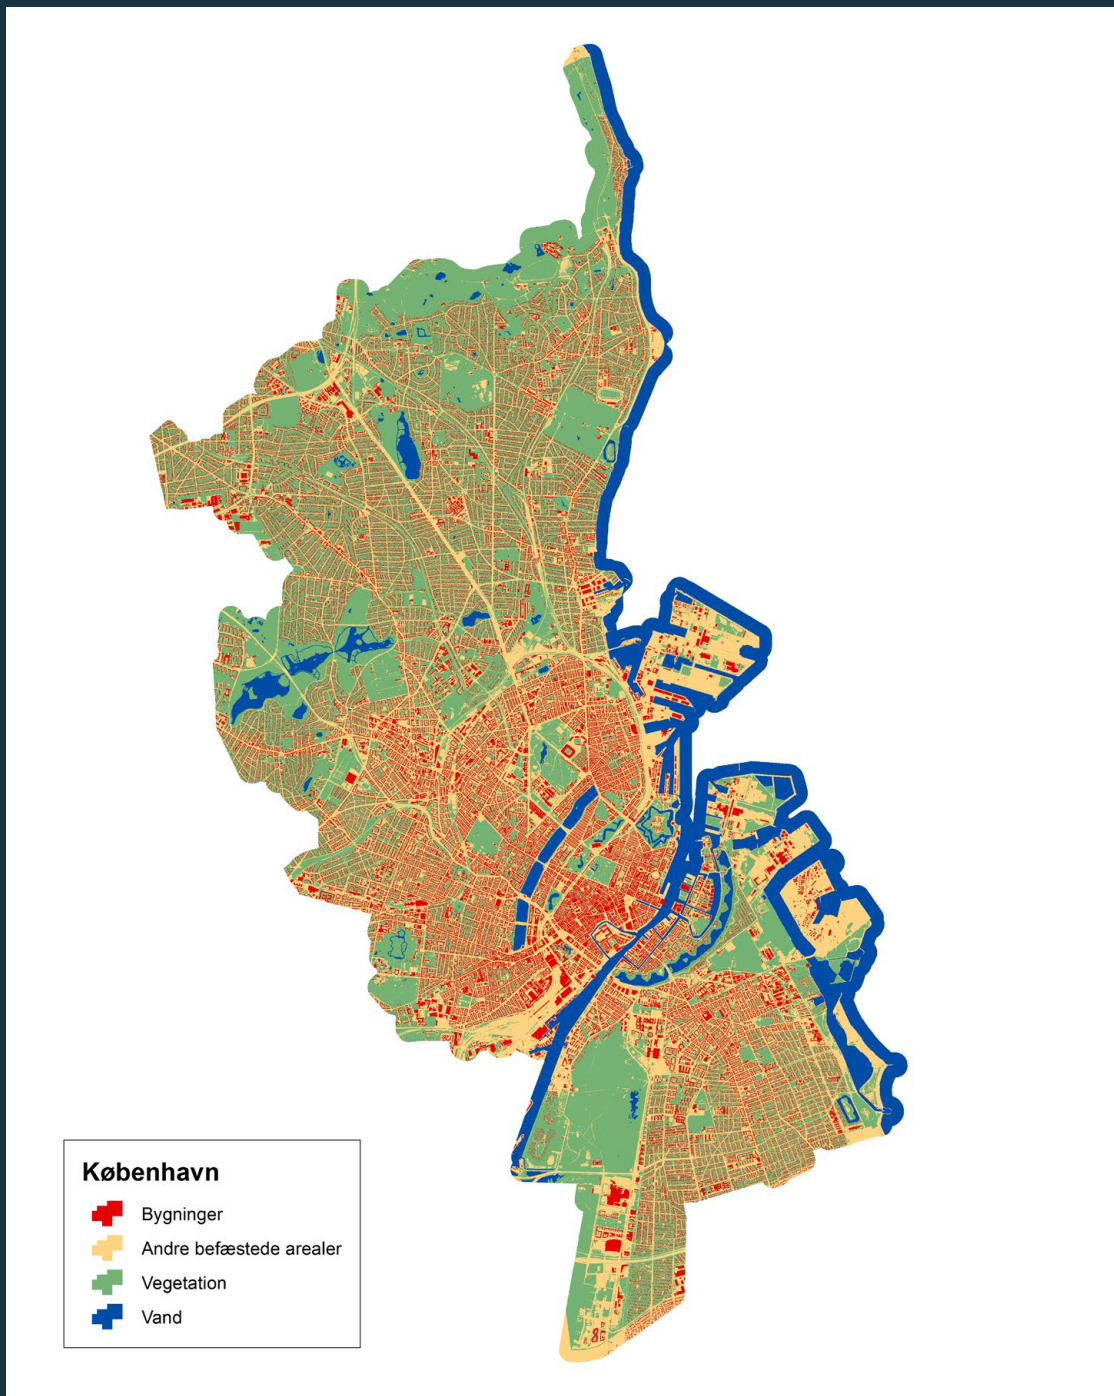 København
Bygninger
Andre befæstede arealer
Vegetation
Vand